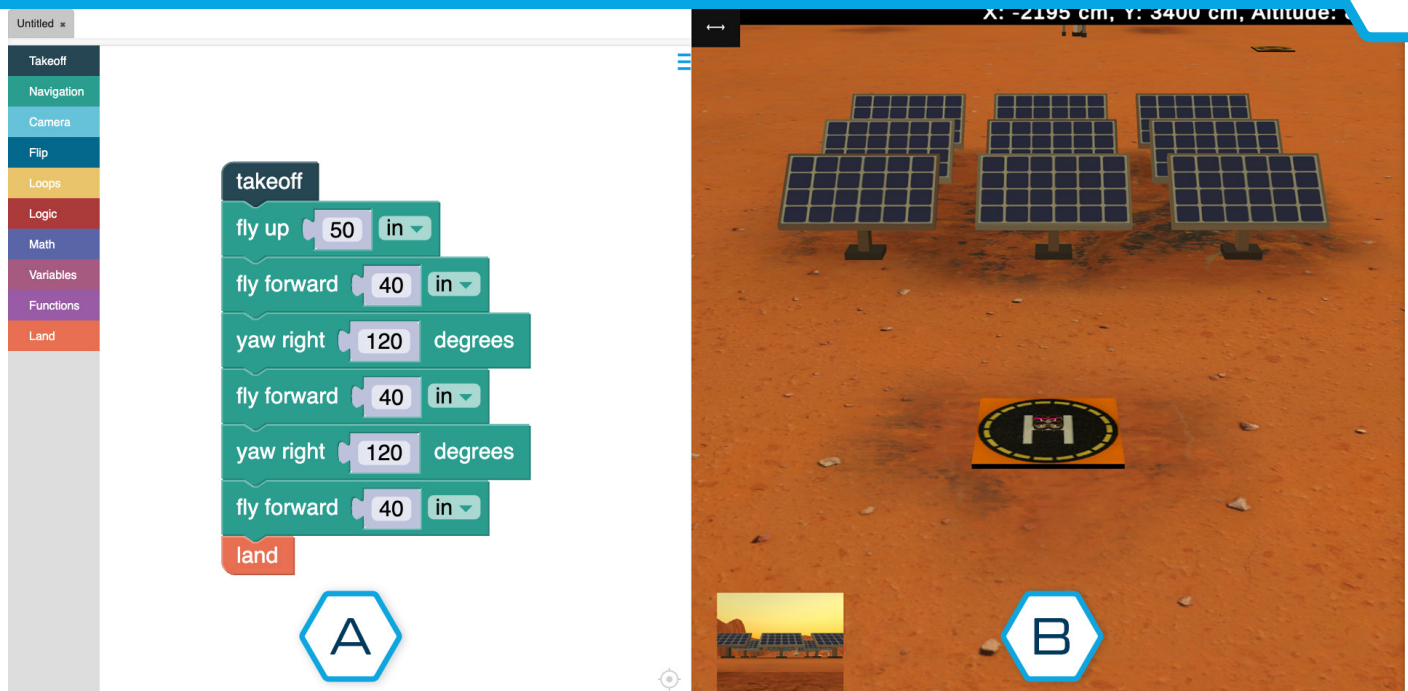 Untitled ×
X: -2195 cm, Y: 3400 cm, Altitude:
Takeoff
Navigation
Camera
Flip
Loops
Logic
Math
Variables
Functions
Land
takeoff
fly up 50 in
fly forward 40 in
yaw right 120 degrees
fly forward 40 in
yaw right 120 degrees
fly forward 40 in
land
H
A
B